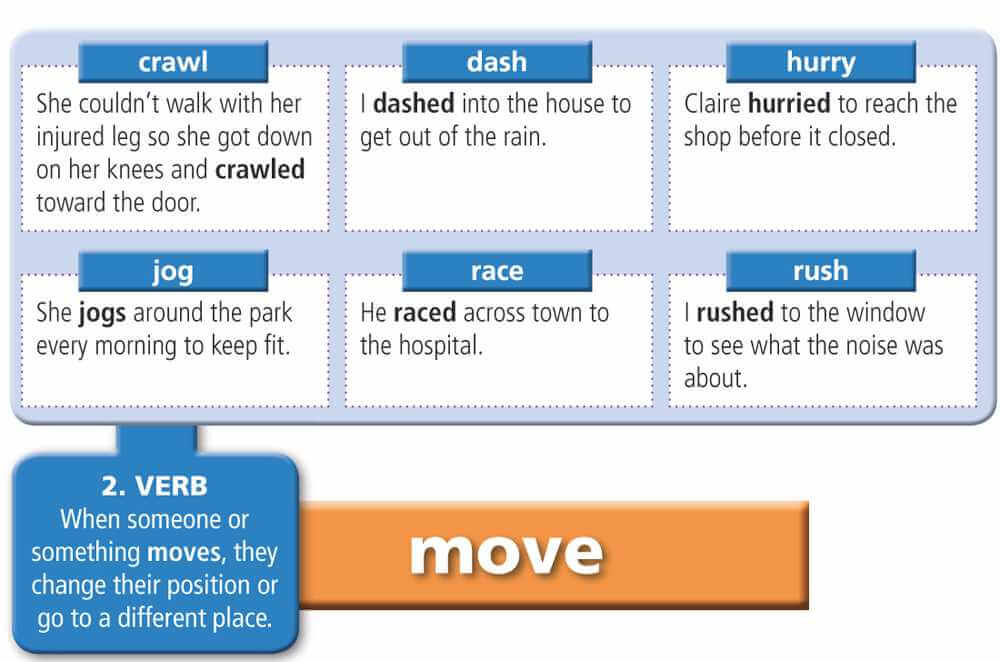 crawl
She couldn’t walk with her
injured leg so she got down
on her knees and crawled
toward the door.
dash
I dashed into the house to
get out of the rain.
hurry
Claire hurried to reach the
shop before it closed.
jog
She jogs around the park
every morning to keep fit.
race
He raced across town to
the hospital.
rush
I rushed to the window
to see what the noise was
about.
2. VERB
When someone or
something moves, they
change their position or
go to a different place.
move